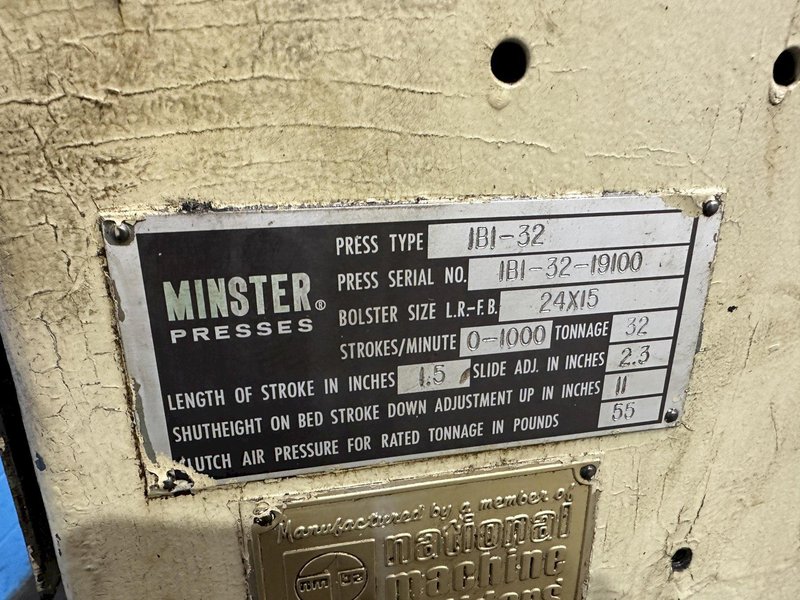 PRESS TYPE 1B1-32
MINSTER®
PRESSES
PRESS SERIAL NO. 1B1-32-19100
BOLSTER SIZE L.R.-F.B. 24X15
STROKES/MINUTE 0-1000 TONNAGE 32
LENGTH OF STROKE IN INCHES 1.5 SLIDE ADJ. IN INCHES 2.3
SHUTHEIGHT ON BED STROKE DOWN ADJUSTMENT UP IN INCHES 11
CLUTCH AIR PRESSURE FOR RATED TONNAGE IN POUNDS 55
Manufactured by a member of
national
machine